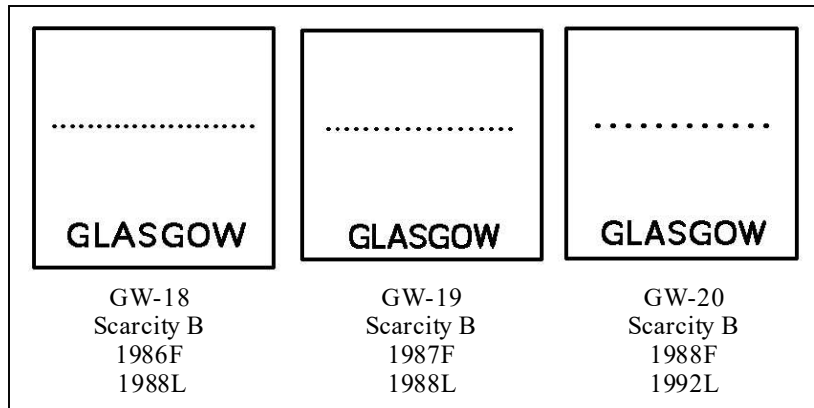 GLASGOW GLASGOW GLASGOW
GW-18 GW-19 GW-20
Scarcity B Scarcity B Scarcity B
1986F 1987F 1988F
1988L 1988L 1992L